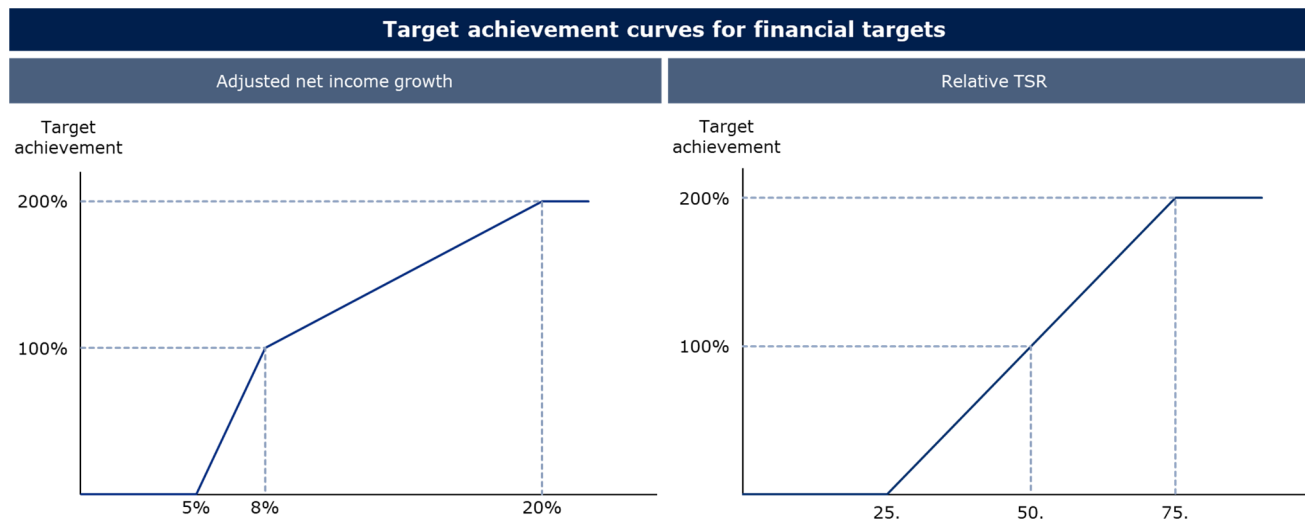 Target achievement curves for financial targets
Adjusted net income growth
Relative TSR
Target
achievement
200%
100%
5%
8%
20%
Target
achievement
200%
100%
25.
50.
75.